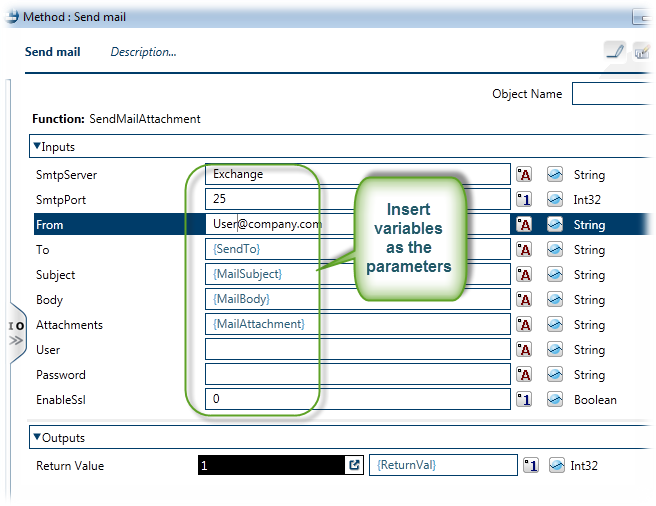 Method : Send mail
Send mail Description...
Object Name
Function: SendMailAttachment
Inputs
SmtpServer Exchange A String
SmtpPort 25 1 Int32
From User@company.com A String
To {SendTo} A String
Subject {MailSubject} A String
Body {MailBody} A String
Attachments {MailAttachment} A String
User A String
Password A String
EnableSsl 0 1 Boolean
Insert
variables
as the
parameters
I O
Outputs
Return Value 1 {ReturnVal} 1 Int32